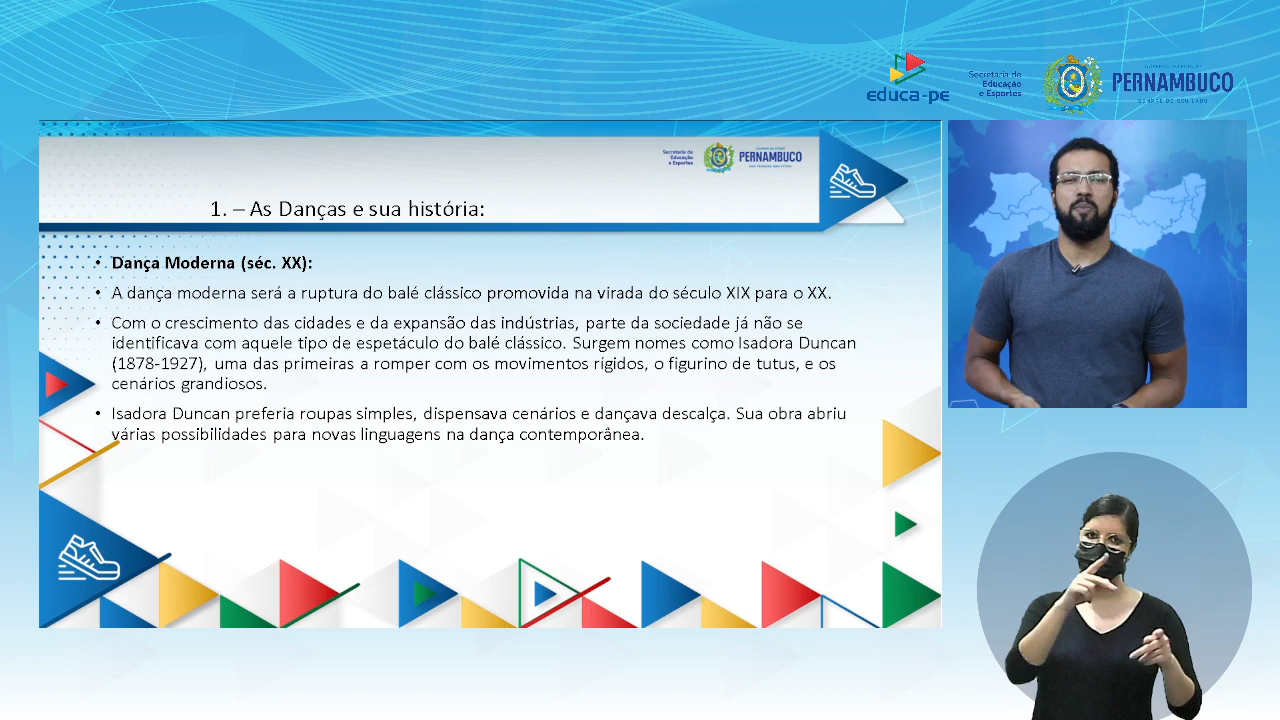 educa-pe
Secretaria de
Educação
e Esportes
PERNAMBUCO
Secretaria de
Educação
e Esportes
PERNAMBUCO
1. – As Danças e sua história:
• Dança Moderna (séc. XX):
• A dança moderna será a ruptura do balé clássico promovida na virada do século XIX para o XX.
• Com o crescimento das cidades e da expansão das indústrias, parte da sociedade já não se
identificava com aquele tipo de espetáculo do balé clássico. Surgem nomes como Isadora Duncan
(1878-1927), uma das primeiras a romper com os movimentos rígidos, o figurino de tutus, e os
cenários grandiosos.
• Isadora Duncan preferia roupas simples, dispensava cenários e dançava descalça. Sua obra abriu
várias possibilidades para novas linguagens na dança contemporânea.